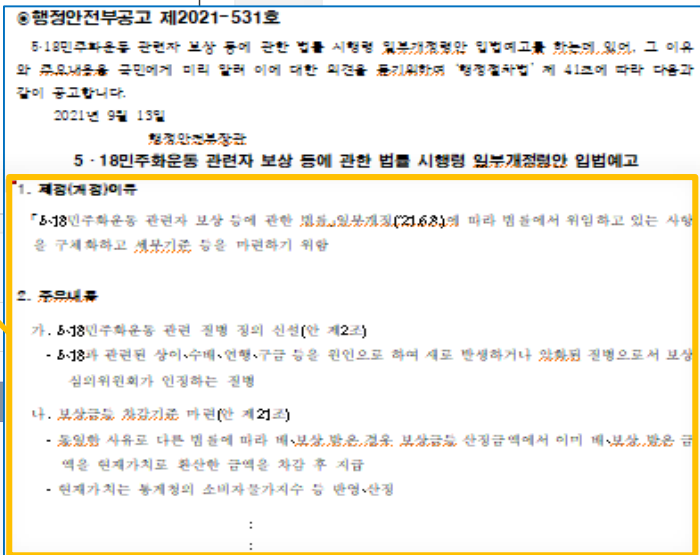 ◉행정안전부공고 제2021-531호
5·18민주화운동 관련자 보상 등에 관한 법률 시행령 일부개정령안 입법예고를 하는데 있어, 그 이유
와 주요내용을 국민에게 미리 알려 이에 대한 의견을 듣기위하여 '행정절차법' 제 41조에 따라 다음과
같이 공고합니다.
2021년 9월 13일
행정안전부장관
5·18민주화운동 관련자 보상 등에 관한 법률 시행령 일부개정령안 입법예고
1. 제정(개정)이유
「5·18민주화운동 관련자 보상 등에 관한 법률」일부개정('21.6.8.)에 따라 법률에서 위임하고 있는 사항
을 구체화하고 세부기준 등을 마련하기 위함
2. 주요내용
가. 5·18민주화운동 관련 질병 정의 신설(안 제2조)
- 5·18과 관련된 상이·수배·연행·구금 등을 원인으로 하여 새로 발생하거나 악화된 질병으로서 보상
심의위원회가 인정하는 질병
나. 보상금등 차감기준 마련(안 제21조)
- 동일한 사유로 다른 법률에 따라 배·보상 받은 경우 보상금등 산정금액에서 이미 배·보상 받은 금
액을 현재가치로 환산한 금액을 차감 후 지급
- 현재가치는 통계청의 소비자물가지수 등 반영·산정
:
: